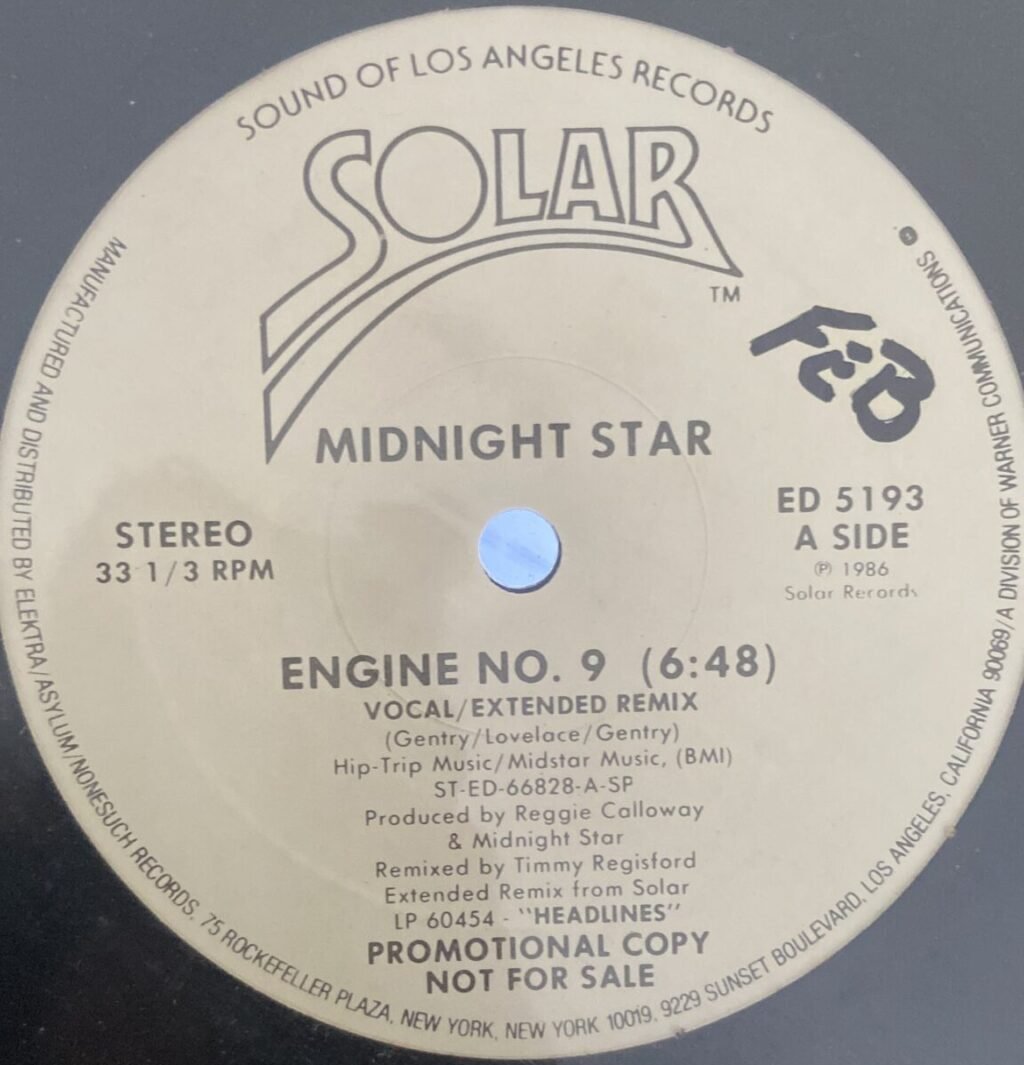 SOUND OF LOS ANGELES RECORDS
SOLAR
TM
FEB
MIDNIGHT STAR
STEREO
33 1/3 RPM
ED 5193
A SIDE
℗ 1986
Solar Records
ENGINE NO. 9 (6:48)
VOCAL/EXTENDED REMIX
(Gentry/Lovelace/Gentry)
Hip-Trip Music/Midstar Music, (BMI)
ST-ED-66828-A-SP
Produced by Reggie Calloway
& Midnight Star
Remixed by Timmy Regisford
Extended Remix from Solar
LP 60454 - "HEADLINES"
PROMOTIONAL COPY
NOT FOR SALE
MANUFACTURED AND DISTRIBUTED BY ELEKTRA/ASYLUM/NONESUCH RECORDS, 75 ROCKEFELLER PLAZA, NEW YORK, NEW YORK 10019. 9229 SUNSET BOULEVARD, LOS ANGELES, CALIFORNIA 90069/A DIVISION OF WARNER COMMUNICATIONS